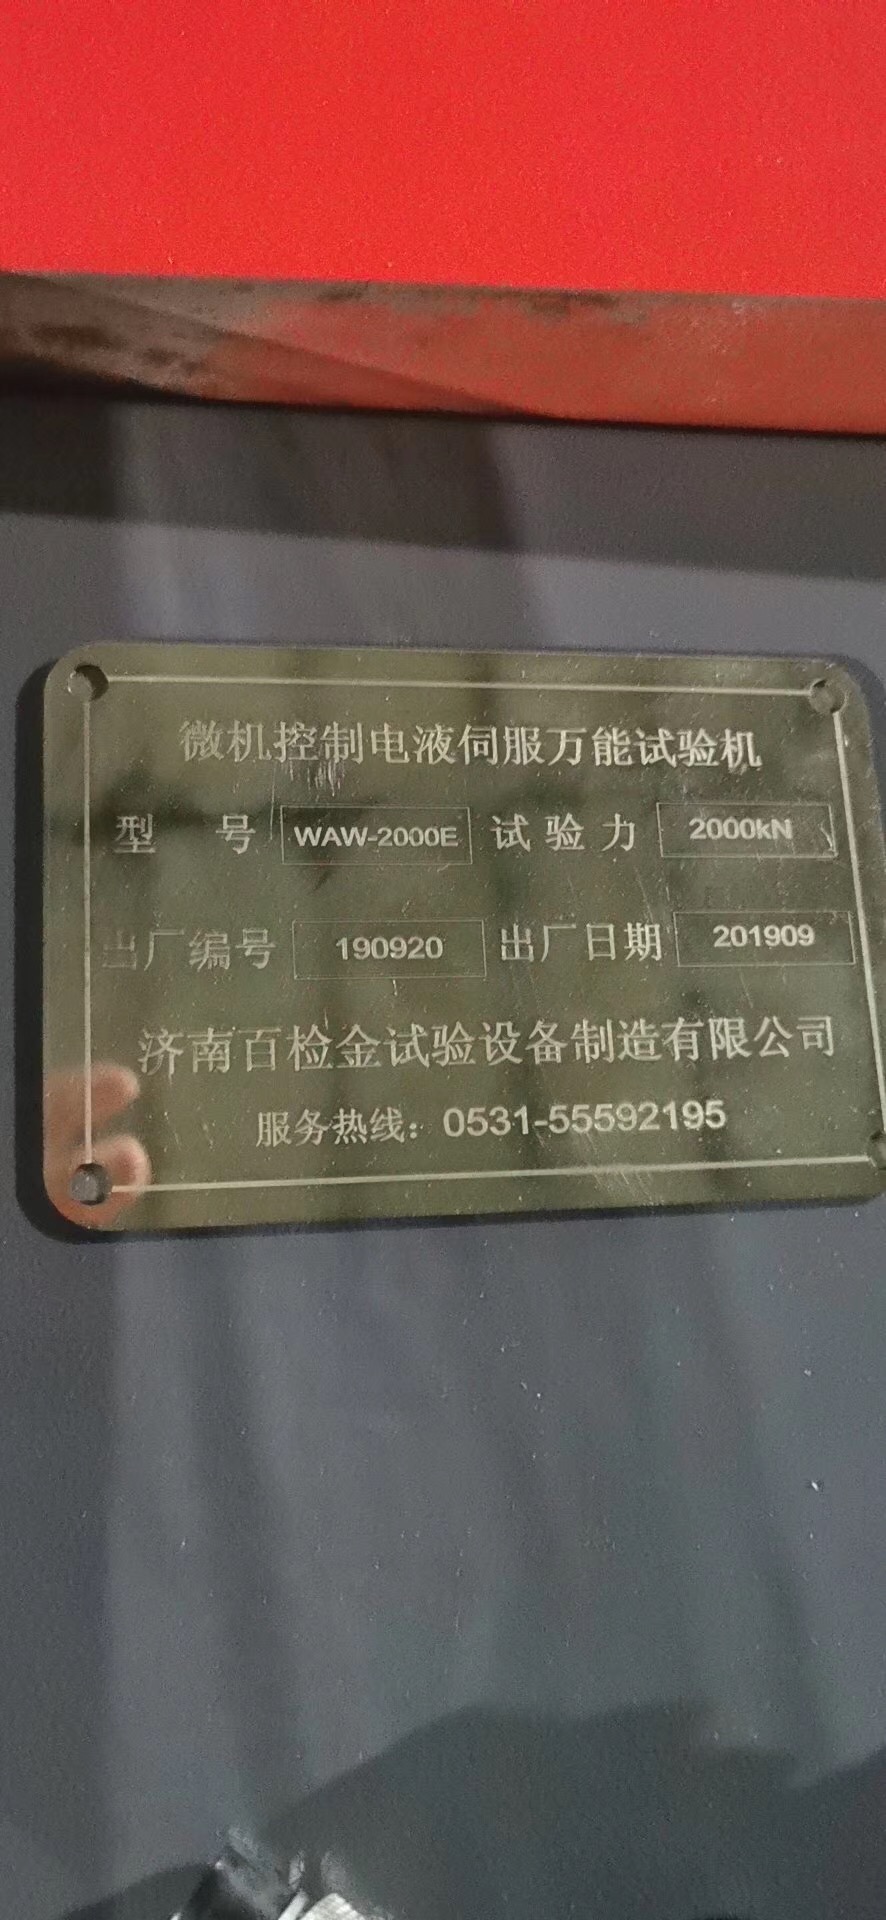 微机控制电液伺服万能试验机
型 号 WAW-2000E 试验力 2000kN
出厂编号 190920 出厂日期 201909
济南百检金试验设备制造有限公司
服务热线：0531-55592195